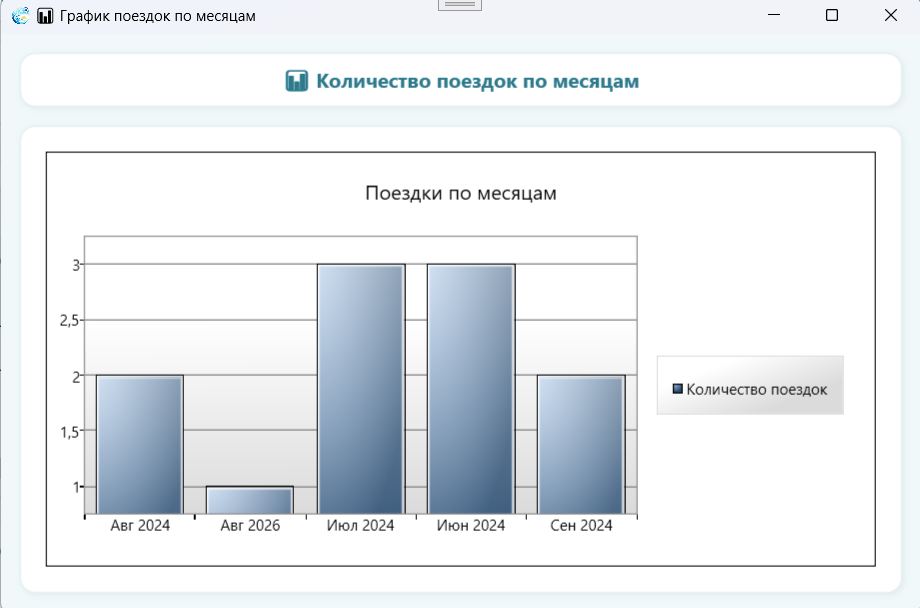 График поездок по месяцам
Количество поездок по месяцам
Поездки по месяцам
3
2,5
2
1,5
1
Авг 2024 Авг 2026 Июл 2024 Июн 2024 Сен 2024
Количество поездок